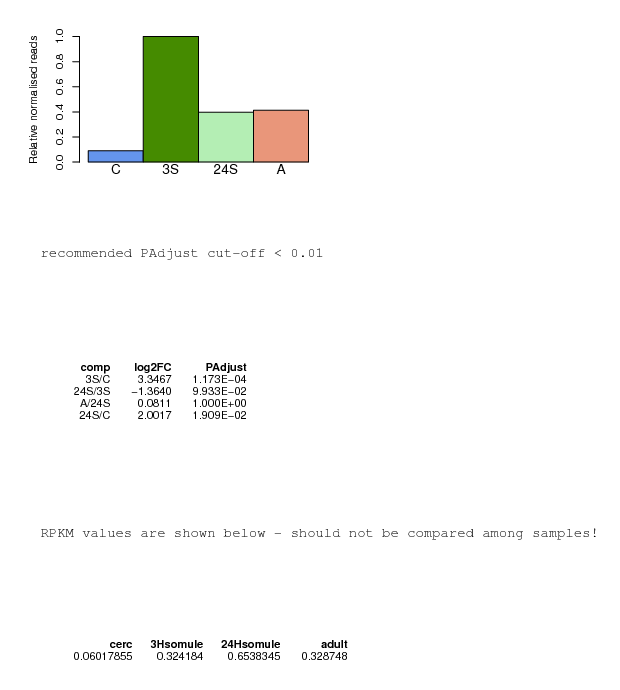 Relative normalised reads
1.0
0.8
0.6
0.4
0.2
0.0
C 3S 24S A
recommended PAdjust cut-off < 0.01
comp log2FC PAdjust
3S/C 3.3467 1.173E−04
24S/3S −1.3640 9.933E−02
A/24S 0.0811 1.000E+00
24S/C 2.0017 1.909E−02
RPKM values are shown below - should not be compared among samples!
cerc 3Hsomule 24Hsomule adult
0.06017855 0.324184 0.6538345 0.328748